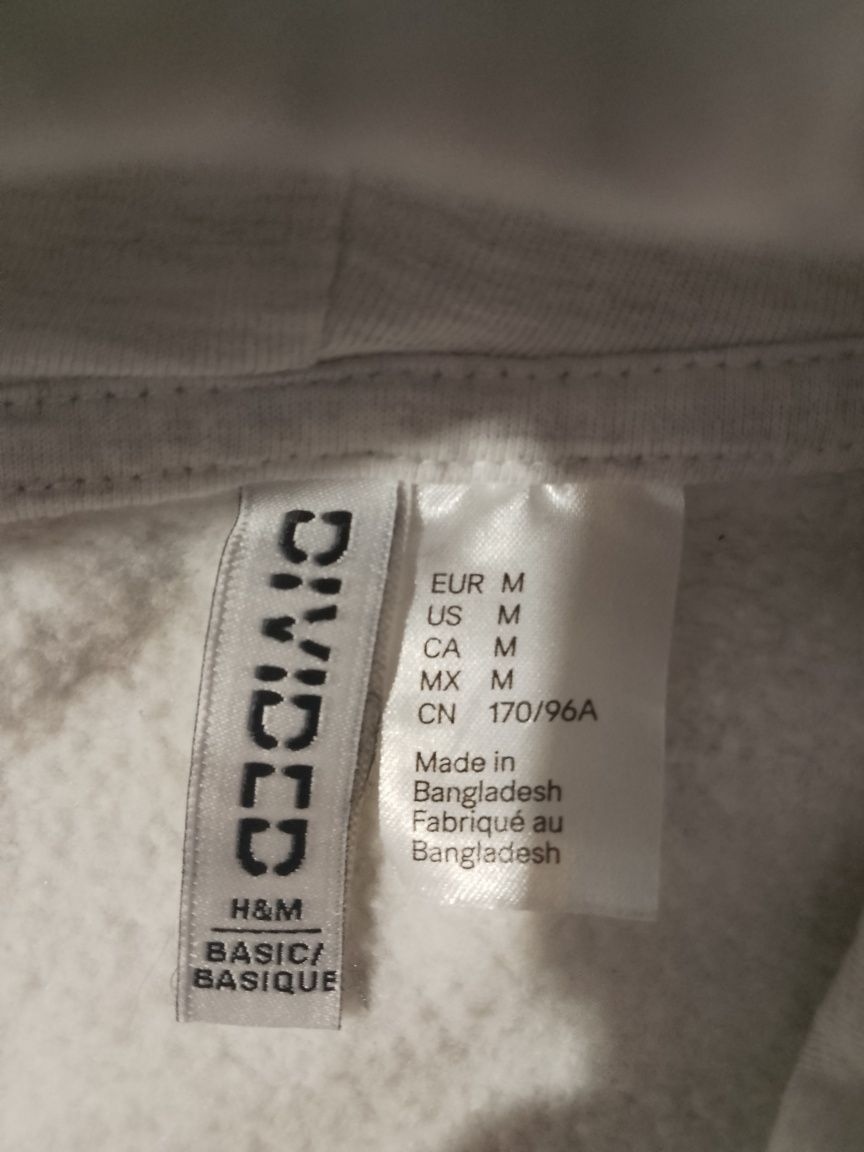 DIVIDED
H&M
BASIC/
BASIQUE
EUR M
US M
CA M
MX M
CN 170/96A
Made in
Bangladesh
Fabriqué au
Bangladesh